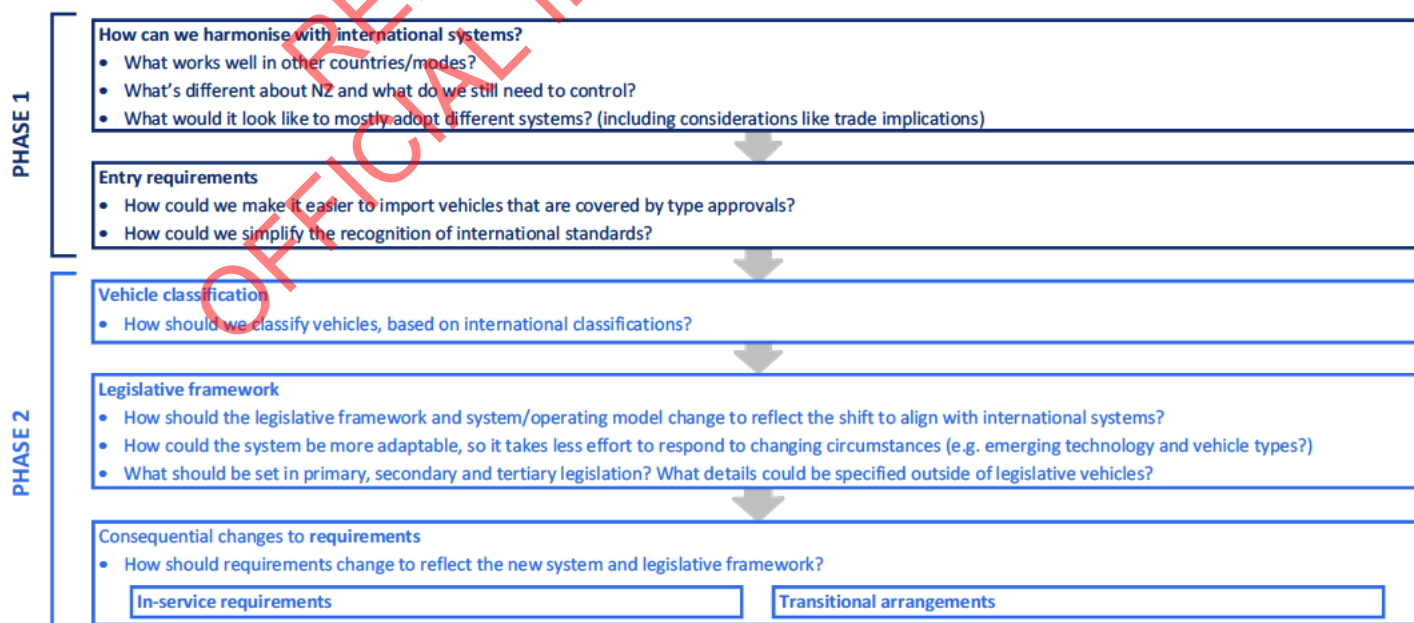 PHASE 1
How can we harmonise with international systems?
• What works well in other countries/modes?
• What's different about NZ and what do we still need to control?
• What would it look like to mostly adopt different systems? (including considerations like trade implications)
Entry requirements
• How could we make it easier to import vehicles that are covered by type approvals?
• How could we simplify the recognition of international standards?
PHASE 2
Vehicle classification
• How should we classify vehicles, based on international classifications?
Legislative framework
• How should the legislative framework and system/operating model change to reflect the shift to align with international systems?
• How could the system be more adaptable, so it takes less effort to respond to changing circumstances (e.g. emerging technology and vehicle types?)
• What should be set in primary, secondary and tertiary legislation? What details could be specified outside of legislative vehicles?
Consequential changes to requirements
• How should requirements change to reflect the new system and legislative framework?
In-service requirements
Transitional arrangements
OFFICIAL